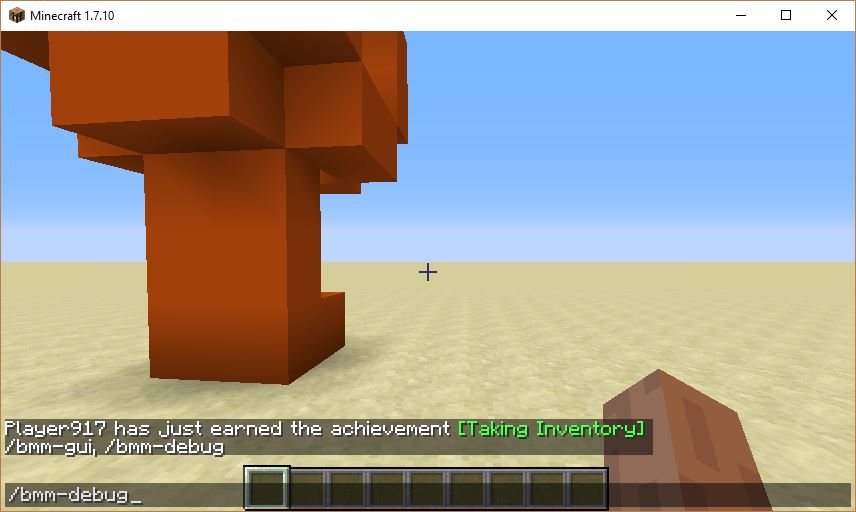 Minecraft 1.7.10
Player917 has just earned the achievement [Taking Inventory]
/bmm-gui, /bmm-debug
/bmm-debug_